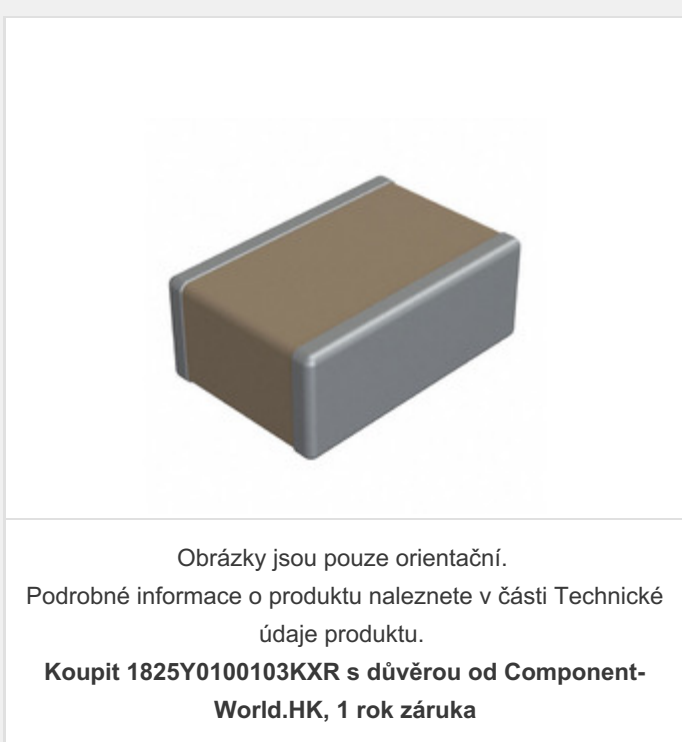 Obrázky jsou pouze orientační.
Podrobné informace o produktu naleznete v části Technické
údaje produktu.
Koupit 1825Y0100103KXR s důvěrou od Component-
World.HK, 1 rok záruka